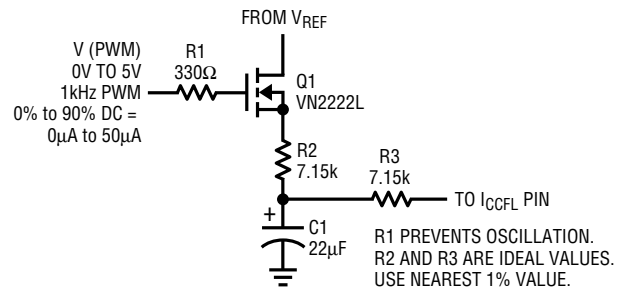 FROM VREF
V (PWM)
0V TO 5V
1kHz PWM
0% to 90% DC =
0µA to 50µA
R1
330Ω
Q1
VN2222L
R2
7.15k
R3
7.15k
TO ICCFL PIN
+
C1
22µF
R1 PREVENTS OSCILLATION.
R2 AND R3 ARE IDEAL VALUES.
USE NEAREST 1% VALUE.